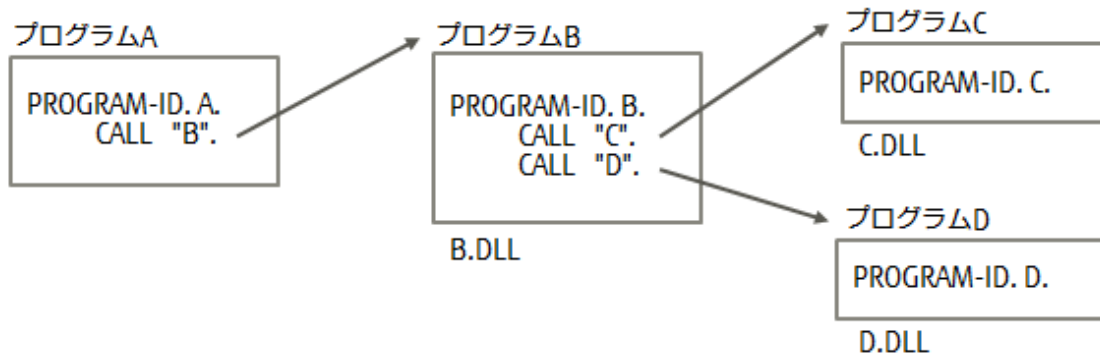 プログラムA
PROGRAM-ID. A.
CALL "B".
プログラムB
PROGRAM-ID. B.
CALL "C".
CALL "D".
B.DLL
プログラムC
PROGRAM-ID. C.
C.DLL
プログラムD
PROGRAM-ID. D.
D.DLL